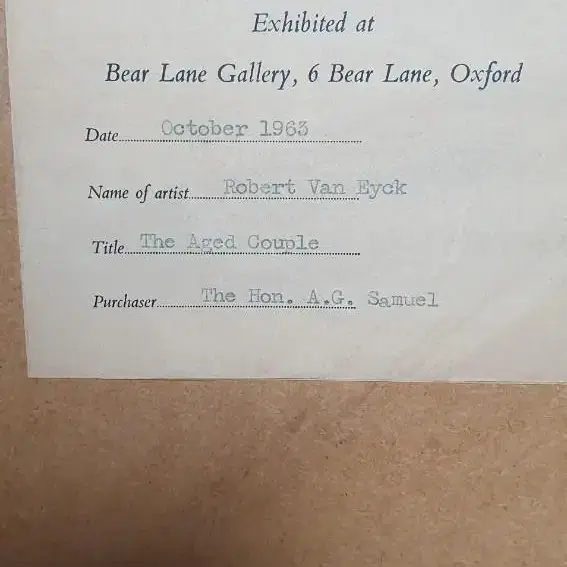 Exhibited at
Bear Lane Gallery, 6 Bear Lane, Oxford
Date..........October 1963..........
Name of artist..........Robert Van Eyck
Title..........The Aged Couple..........
Purchaser..........The Hon. A.G. Samuel